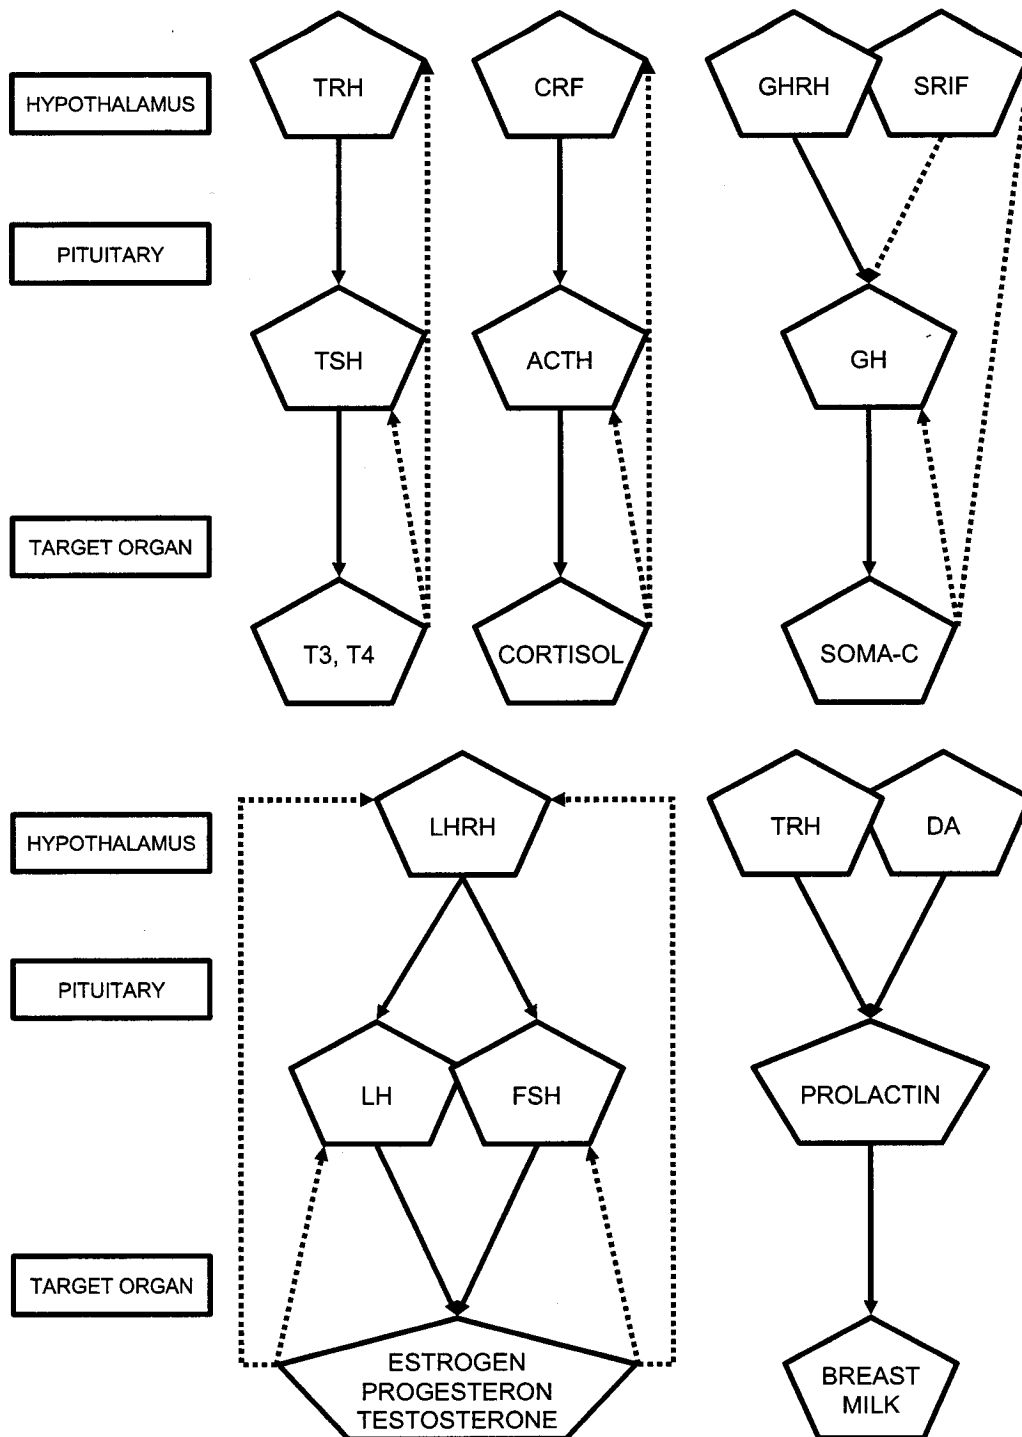 HYPOTHALAMUS
TRH
CRF
GHRH
SRIF
PITUITARY
TSH
ACTH
GH
TARGET ORGAN
T3, T4
CORTISOL
SOMA-C
HYPOTHALAMUS
LHRH
TRH
DA
PITUITARY
LH
FSH
PROLACTIN
TARGET ORGAN
ESTROGEN
PROGESTERON
TESTOSTERONE
BREAST
MILK